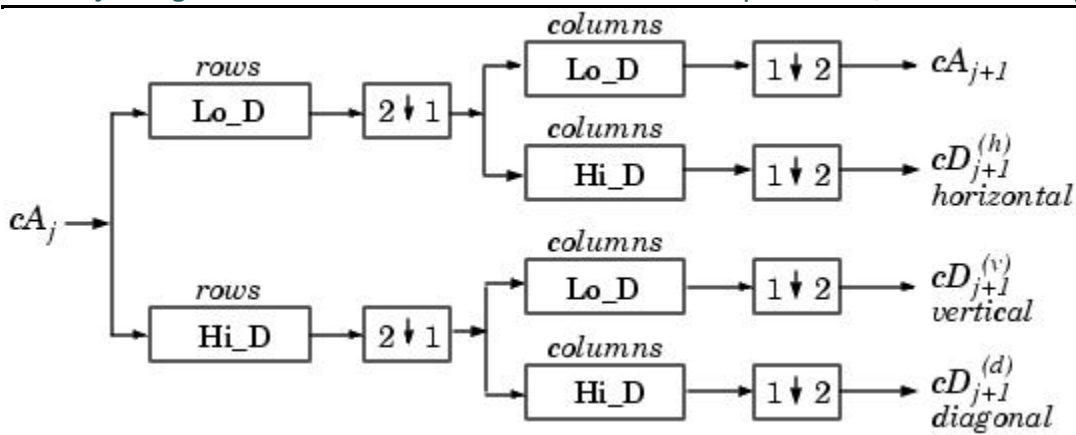 columns
rows
Lo_D
1 ↓ 2
cA_{j+1}
Lo_D
2 ↓ 1
columns
Hi_D
1 ↓ 2
cD_{j+1}^{(h)}
horizontal
cA_j
columns
rows
Lo_D
1 ↓ 2
cD_{j+1}^{(v)}
vertical
Hi_D
2 ↓ 1
columns
Hi_D
1 ↓ 2
cD_{j+1}^{(d)}
diagonal